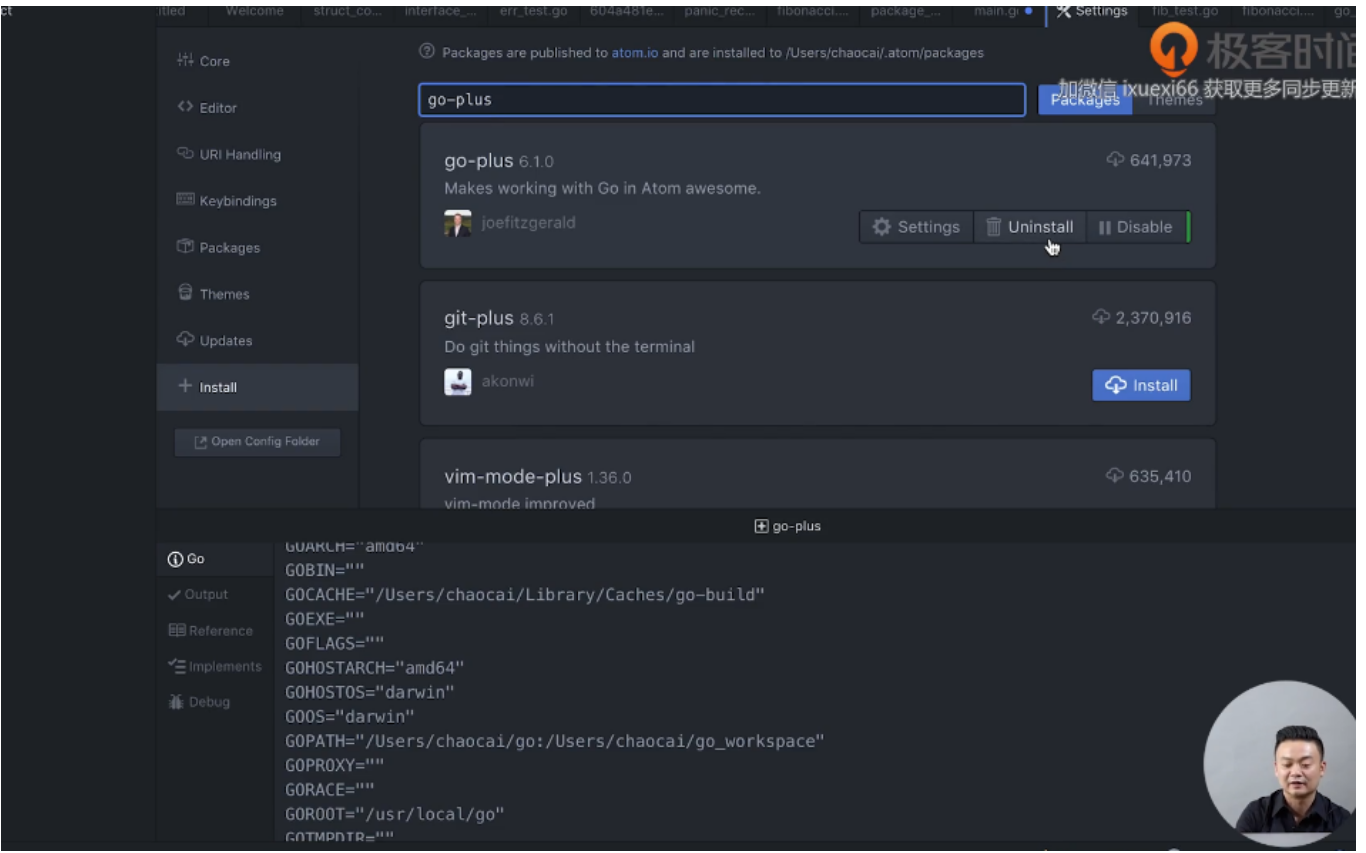 ct
itled Welcome struct_co... interface_... err_test.go 604a481e... panic_rec... fibonacci.... package_... main.g Settings fib_test.go fibonacci.... go_
Core
Editor
URI Handling
Keybindings
Packages
Themes
Updates
Install
Open Config Folder
Packages are published to atom.io and are installed to /Users/chaocai/.atom/packages
极客时间
加微信 ixuexi66 获取更多同步更新
go-plus
Packages Themes
go-plus 6.1.0
641,973
Makes working with Go in Atom awesome.
joefitzgerald
Settings Uninstall Disable
git-plus 8.6.1
2,370,916
Do git things without the terminal
akonwi
Install
vim-mode-plus 1.36.0
635,410
vim-mode improved
go-plus
Go
Output
Reference
Implements
Debug
GOARCH="amd64"
GOBIN=""
GOCACHE="/Users/chaocai/Library/Caches/go-build"
GOEXE=""
GOFLAGS=""
GOHOSTARCH="amd64"
GOHOSTOS="darwin"
GOOS="darwin"
GOPATH="/Users/chaocai/go:/Users/chaocai/go_workspace"
GOPROXY=""
GORACE=""
GOROOT="/usr/local/go"
GOTMPDIR=""